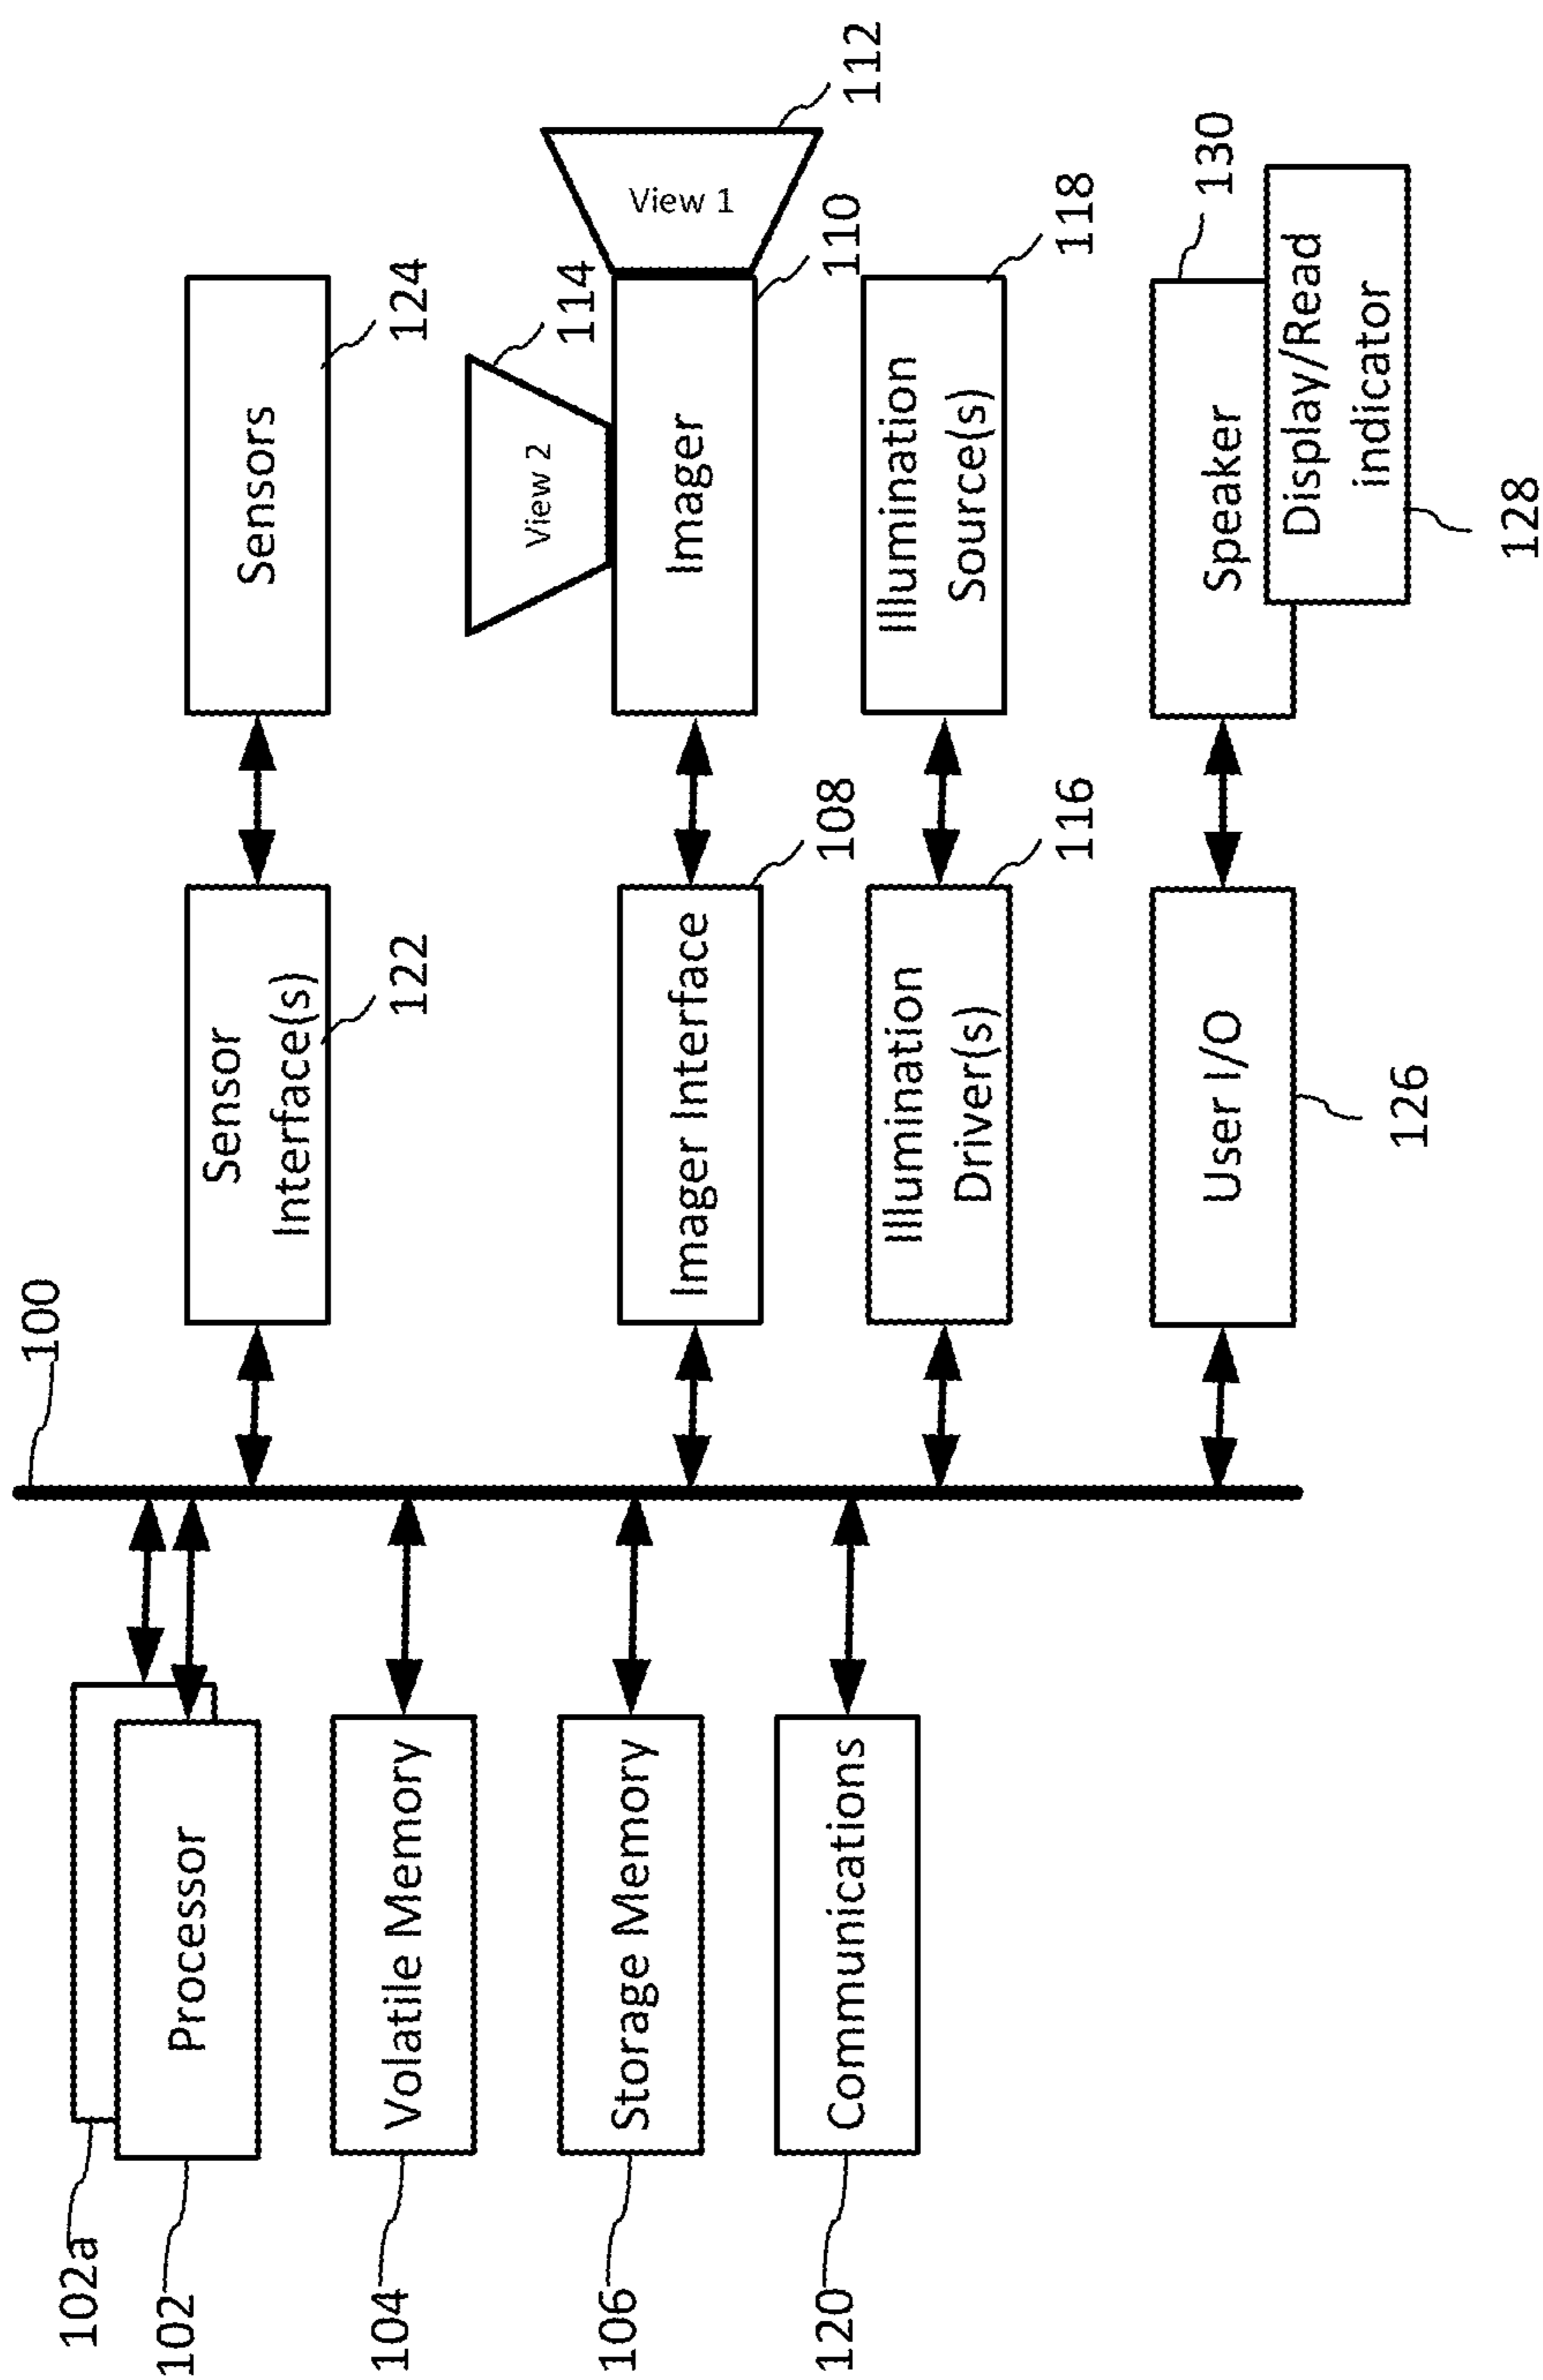 100
102a
102
Processor
104
Volatile Memory
106
Storage Memory
120
Communications
Sensor
Interface(s)
122
Sensors
124
Imager Interface
108
Imager
110
View 1
112
View 2
114
Illumination
Driver(s)
116
Illumination
Source(s)
118
User I/O
126
Speaker
130
Display/Read
indicator
128